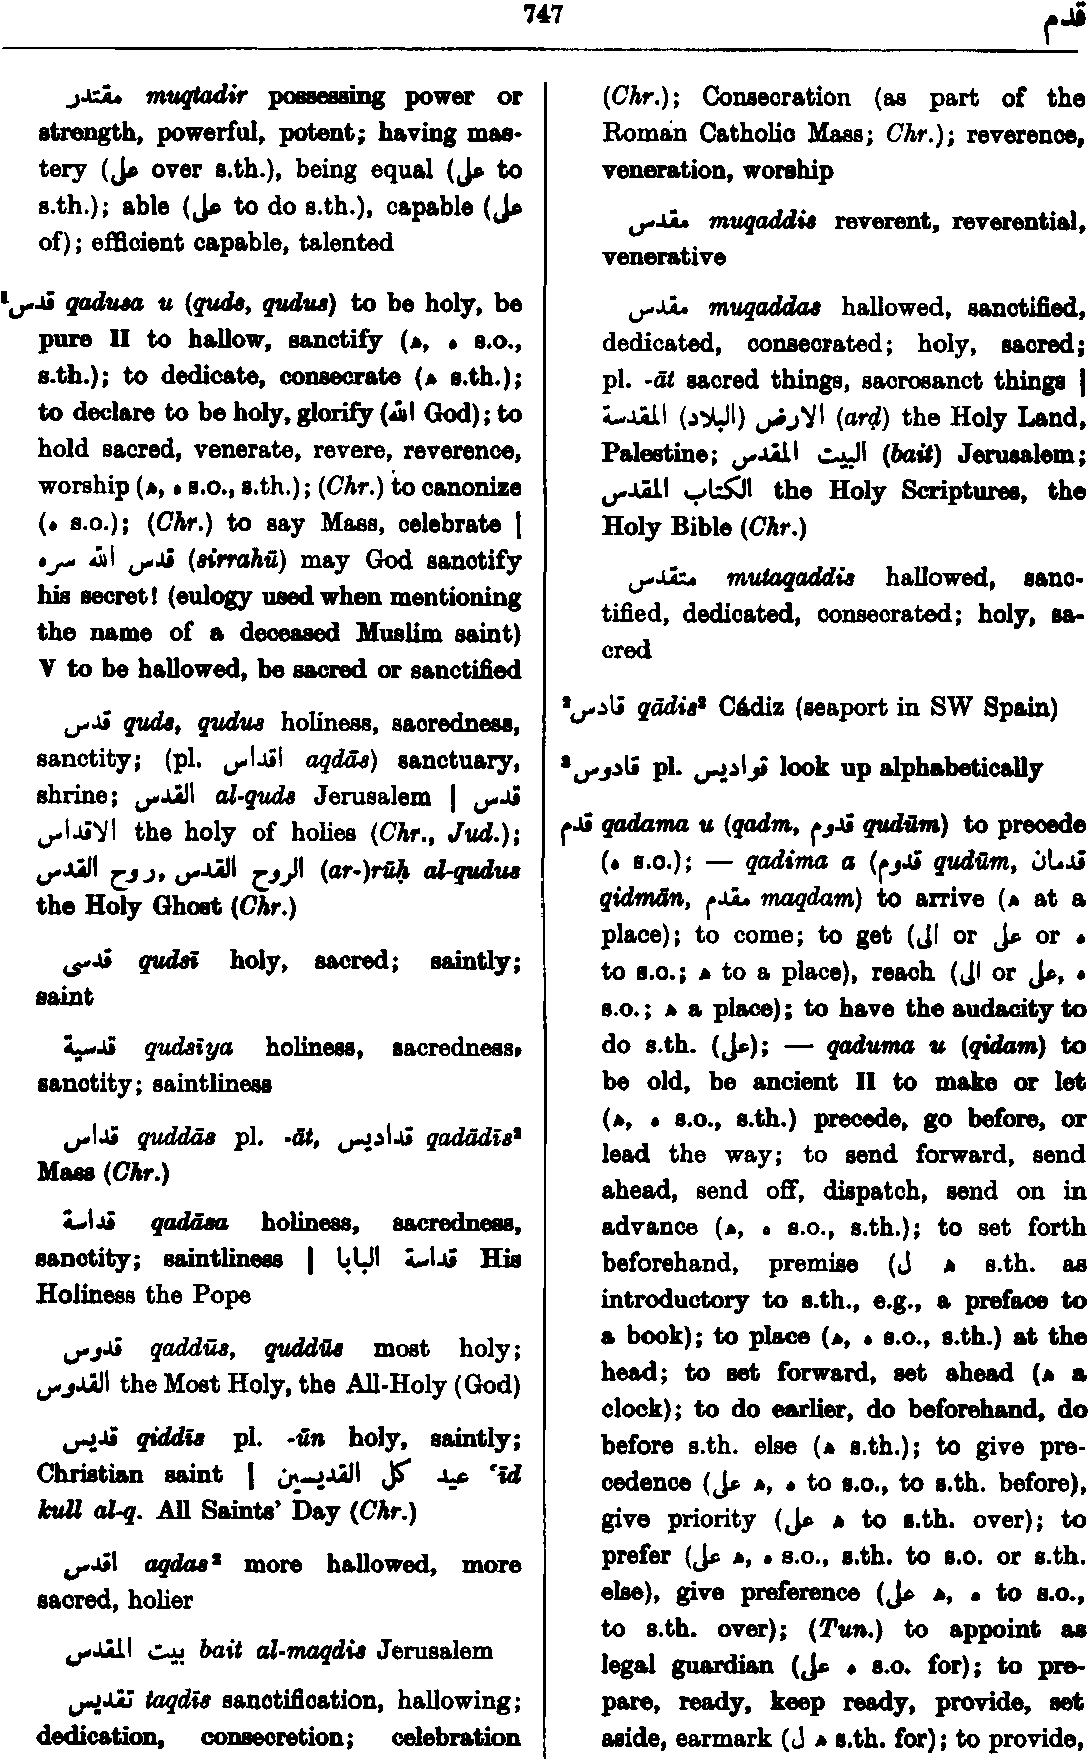 747
قدم
مقتدر muqtadir possessing power or
strength, powerful, potent; having mas-
tery (على over s.th.), being equal (على to
s.th.); able (على to do s.th.), capable (على
of); efficient capable, talented
¹قدس qadusa u (quds, qudus) to be holy, be
pure II to hallow, sanctify (ه, ه s.o.,
s.th.); to dedicate, consecrate (ه s.th.);
to declare to be holy, glorify (الله God); to
hold sacred, venerate, revere, reverence,
worship (ه, ه s.o., s.th.); (Chr.) to canonize
(ه s.o.); (Chr.) to say Mass, celebrate |
قدس الله سره (sirrahū) may God sanctify
his secret! (eulogy used when mentioning
the name of a deceased Muslim saint)
V to be hallowed, be sacred or sanctified
قدس quds, qudus holiness, sacredness,
sanctity; (pl. اقداس aqdās) sanctuary,
shrine; القدس al-quds Jerusalem | قدس
الاقداس the holy of holies (Chr., Jud.);
الروح القدس, روح القدس (ar-)rūḥ al-qudus
the Holy Ghost (Chr.)
قدسى qudsī holy, sacred; saintly;
saint
قدسية qudsīya holiness, sacredness,
sanctity; saintliness
قداس quddās pl. -āt, قداديس qadādīs²
Mass (Chr.)
قداسة qadāsa holiness, sacredness,
sanctity; saintliness | قداسة البابا His
Holiness the Pope
قدوس qaddūs, quddūs most holy;
القدوس the Most Holy, the All-Holy (God)
قديس qiddīs pl. -ūn holy, saintly;
Christian saint | عيد كل القديسين ‘īd
kull al-q. All Saints’ Day (Chr.)
اقدس aqdas² more hallowed, more
sacred, holier
بيت المقدس bait al-maqdis Jerusalem
تقديس taqdīs sanctification, hallowing;
dedication, consecretion; celebration
(Chr.); Consecration (as part of the
Roman Catholic Mass; Chr.); reverence,
veneration, worship
مقدس muqaddis reverent, reverential,
venerative
مقدس muqaddas hallowed, sanctified,
dedicated, consecrated; holy, sacred;
pl. -āt sacred things, sacrosanct things |
الارض (البلاد) المقدسة (arḍ) the Holy Land,
Palestine; البيت المقدس (bait) Jerusalem;
الكتاب المقدس the Holy Scriptures, the
Holy Bible (Chr.)
متقدس mutaqaddis hallowed, sanc-
tified, dedicated, consecrated; holy, sa-
cred
²قادس qādis² Cádiz (seaport in SW Spain)
³قادوس pl. قواديس look up alphabetically
قدم qadama u (qadm, قدوم qudūm) to precede
(ه s.o.); — qadima a (قدوم qudūm, قدمان
qidmān, مقدم maqdam) to arrive (ه at a
place); to come; to get (الى or على or ه
to s.o.; ه to a place), reach (الى or على, ه
s.o.; ه a place); to have the audacity to
do s.th. (على); — qaduma u (qidam) to
be old, be ancient II to make or let
(ه, ه s.o., s.th.) precede, go before, or
lead the way; to send forward, send
ahead, send off, dispatch, send on in
advance (ه, ه s.o., s.th.); to set forth
beforehand, premise (ل ه s.th. as
introductory to s.th., e.g., a preface to
a book); to place (ه, ه s.o., s.th.) at the
head; to set forward, set ahead (ه a
clock); to do earlier, do beforehand, do
before s.th. else (ه s.th.); to give pre-
cedence (على ه, ه to s.o., to s.th. before),
give priority (على ه to s.th. over); to
prefer (على ه, ه s.o., s.th. to s.o. or s.th.
else), give preference (على ه, ه to s.o.,
to s.th. over); (Tun.) to appoint as
legal guardian (على ه s.o. for); to pre-
pare, ready, keep ready, provide, set
aside, earmark (ل ه s.th. for); to provide,